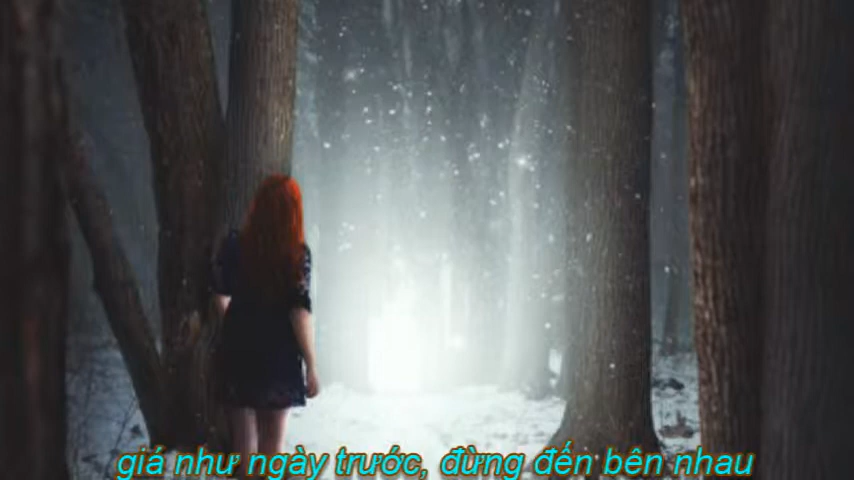 giá như ngày trước, đừng đến bên nhau